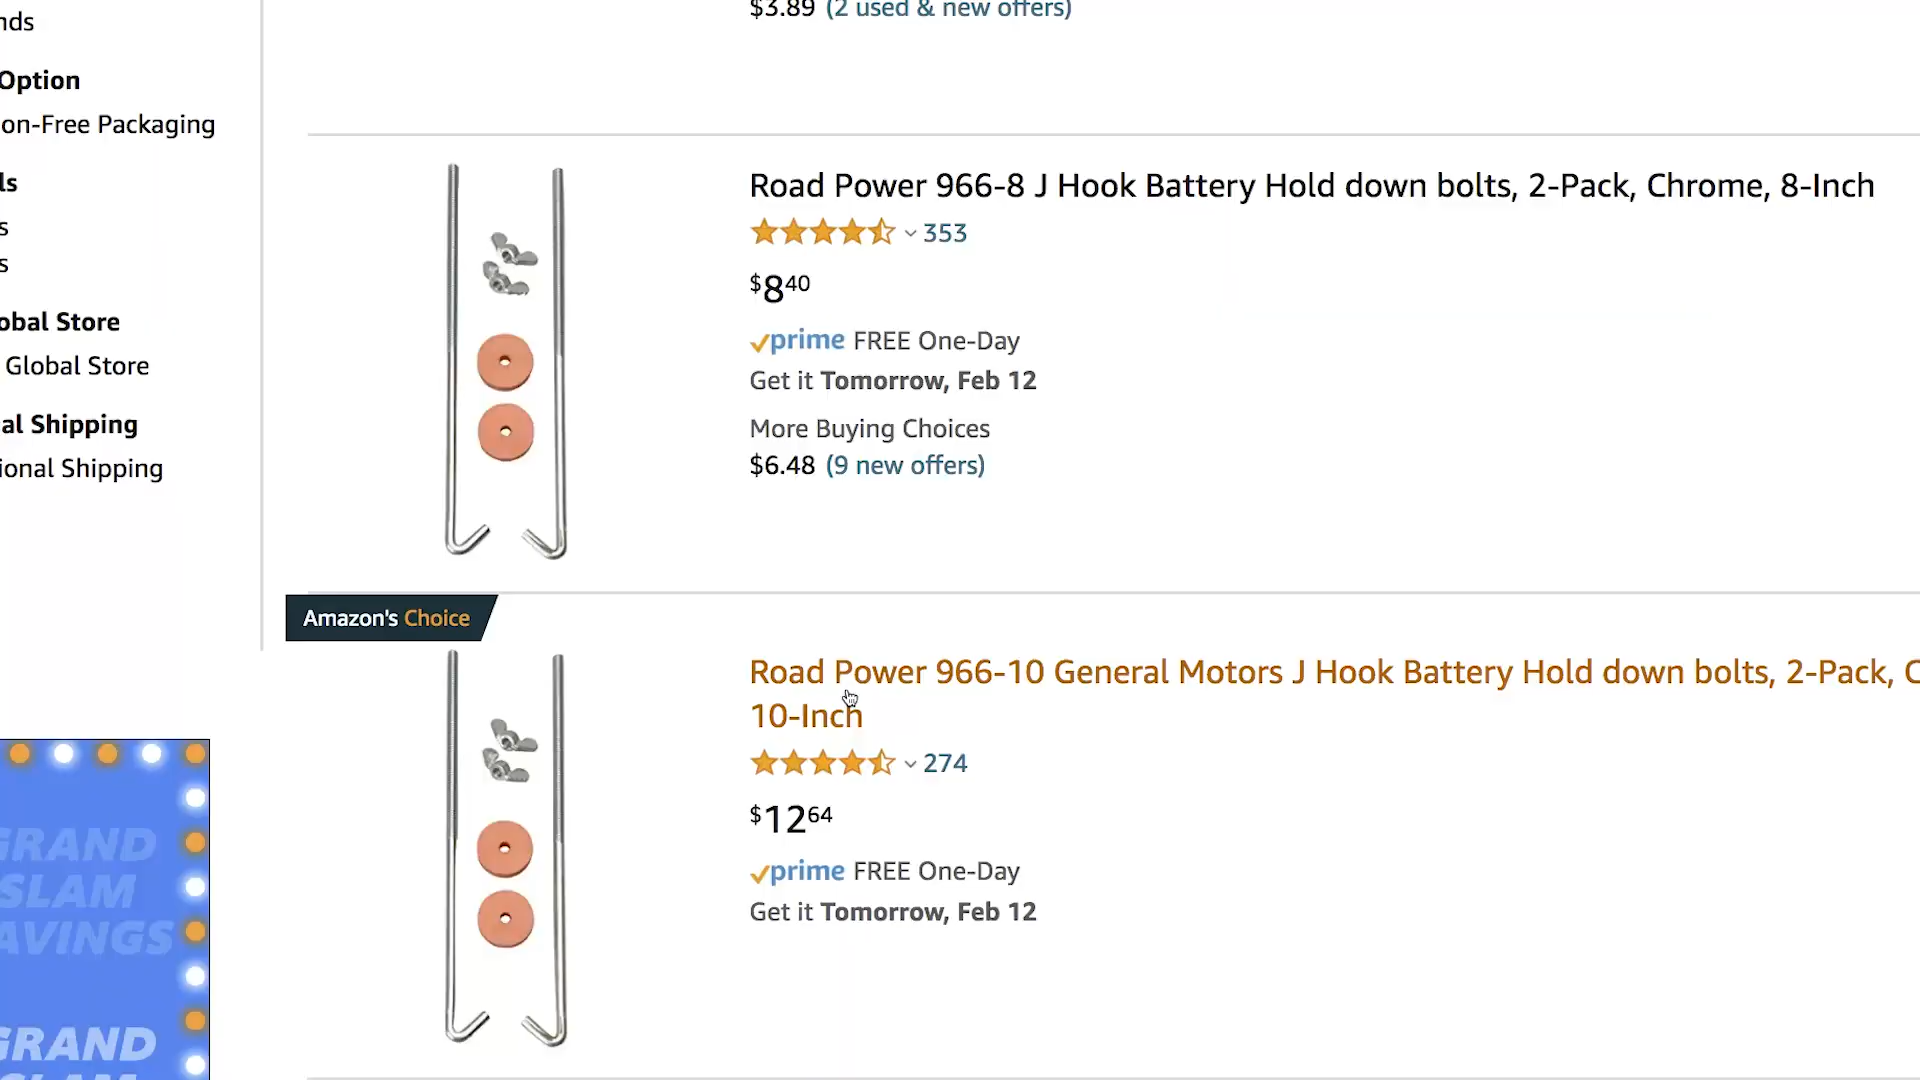 nds
Option
on-Free Packaging
ls
s
s
obal Store
Global Store
al Shipping
ional Shipping
GRAND
SLAM
AVINGS
GRAND
SLAM
$3.89 (2 used & new offers)
Road Power 966-8 J Hook Battery Hold down bolts, 2-Pack, Chrome, 8-Inch
353
$8 40
prime FREE One-Day
Get it Tomorrow, Feb 12
More Buying Choices
$6.48 (9 new offers)
Amazon's Choice
Road Power 966-10 General Motors J Hook Battery Hold down bolts, 2-Pack, C
10-Inch
274
$12 64
prime FREE One-Day
Get it Tomorrow, Feb 12